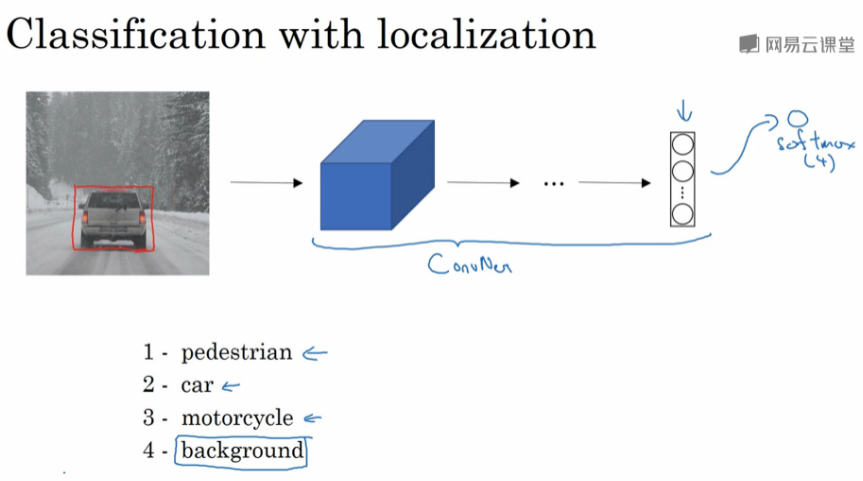 Classification with localization
网易云课堂
softmax
(4)
...
ConvNet
1 - pedestrian
2 - car
3 - motorcycle
4 - background